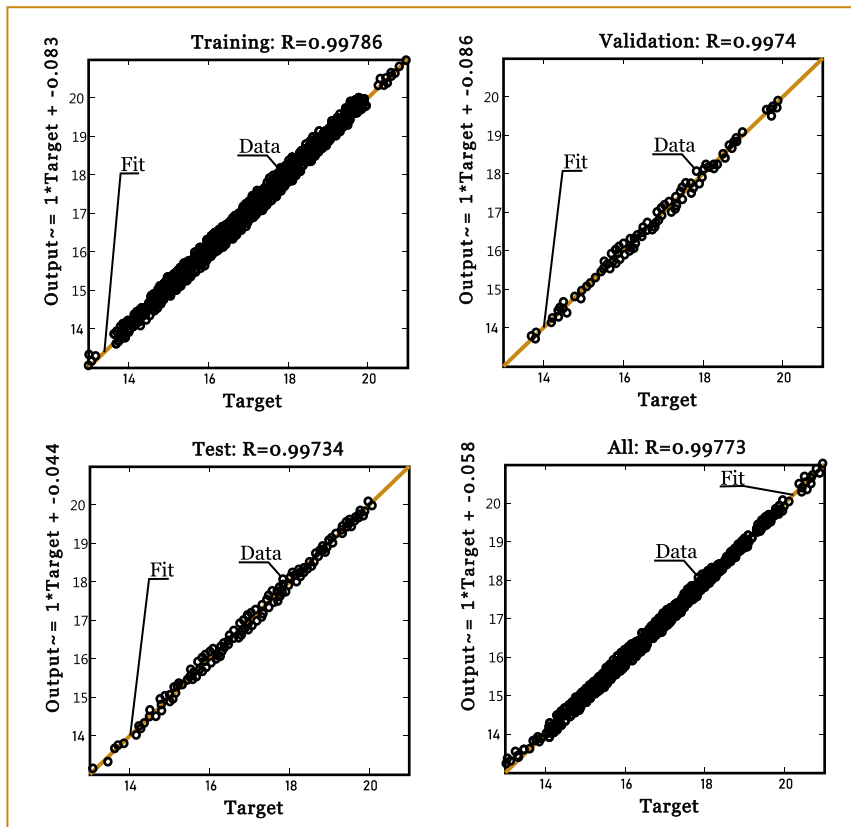 Training: R=0.99786
Output~= 1*Target + -0.083
Fit
Data
20
19
18
17
16
15
14
14 16 18 20
Target
Validation: R=0.9974
Output~= 1*Target + -0.086
Fit
Data
20
19
18
17
16
15
14
14 16 18 20
Target
Test: R=0.99734
Output~= 1*Target + -0.044
Fit
Data
20
19
18
17
16
15
14
14 16 18 20
Target
All: R=0.99773
Output~= 1*Target + -0.058
Fit
Data
20
19
18
17
16
15
14
14 16 18 20
Target